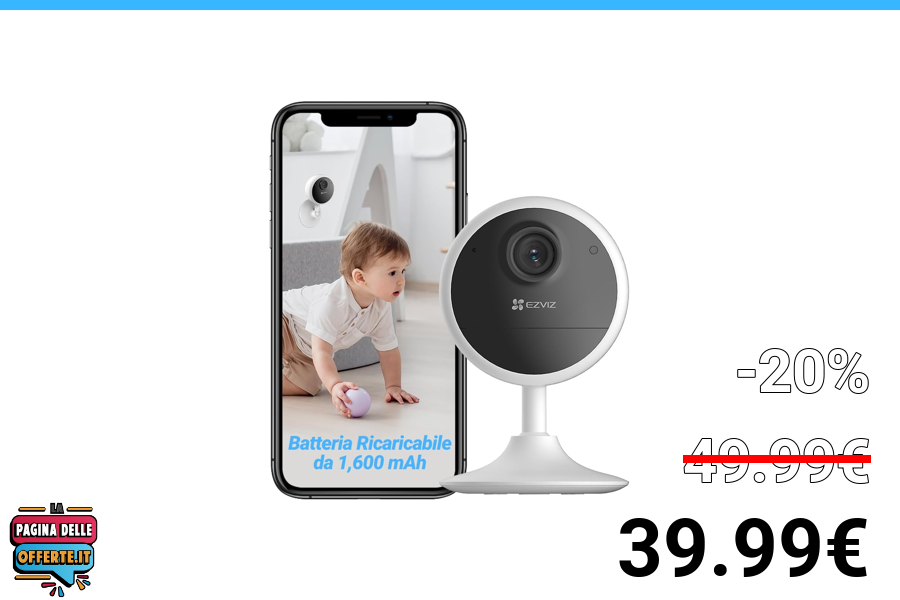 Batteria Ricaricabile
da 1,600 mAh
EZVIZ
-20%
49.99€
39.99€
LA
PAGINA DELLE
OFFERTE.IT